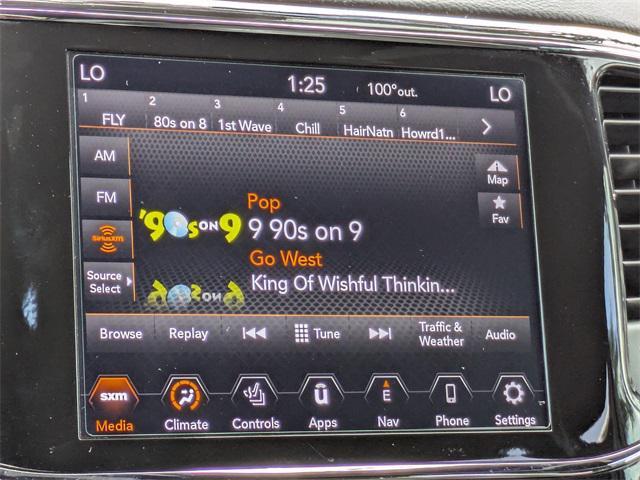 LO 1:25 100°out. LO
1 2 3 4 5 6
FLY 80s on 8 1st Wave Chill HairNatn Howrd1...
AM
Map
FM
Pop
Fav
'90s ON 9
9 90s on 9
SiriusXM
Go West
Source
Select
King Of Wishful Thinkin...
Browse Replay Tune Traffic &
Weather Audio
sxm ū E
Media Climate Controls Apps Nav Phone Settings